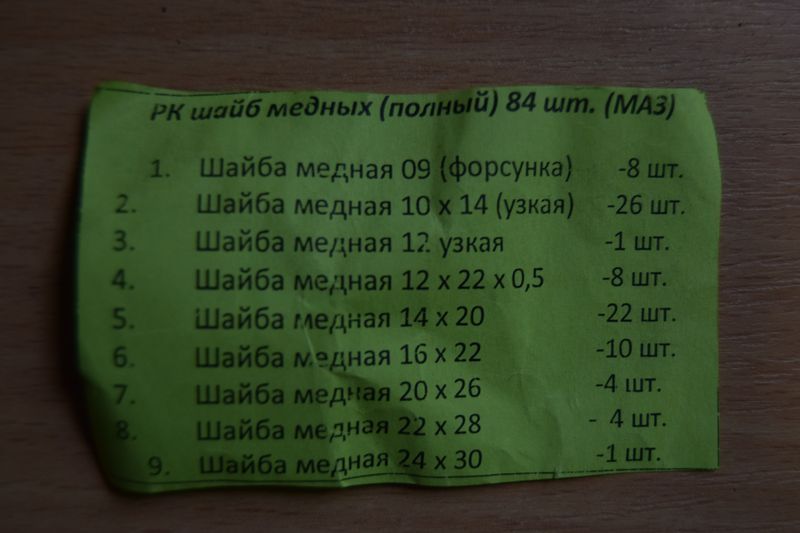 РК шайб медных (полный) 84 шт. (МАЗ)
1. Шайба медная 09 (форсунка) -8 шт.
2. Шайба медная 10 х 14 (узкая) -26 шт.
3. Шайба медная 12 узкая -1 шт.
4. Шайба медная 12 х 22 х 0,5 -8 шт.
5. Шайба медная 14 х 20 -22 шт.
6. Шайба медная 16 х 22 -10 шт.
7. Шайба медная 20 х 26 -4 шт.
8. Шайба медная 22 х 28 - 4 шт.
9. Шайба медная 24 х 30 -1 шт.